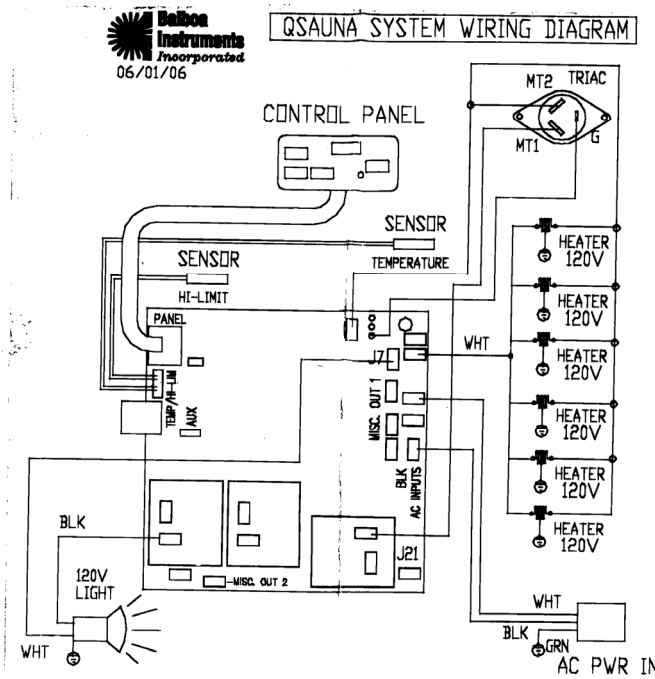 Balboa
Instruments
Incorporated
06/01/06
QSAUNA SYSTEM WIRING DIAGRAM
MT2
TRIAC
MT1
G
CONTROL PANEL
SENSOR
TEMPERATURE
SENSOR
HI-LIMIT
HEATER
120V
HEATER
120V
HEATER
120V
HEATER
120V
HEATER
120V
HEATER
120V
PANEL
WHT
J7
TEMP/HI-LIM
AUX
MISC. OUT 1
BLK
AC INPUTS
BLK
J21
MISC. OUT 2
120V
LIGHT
WHT
WHT
BLK
GRN
AC PWR IN